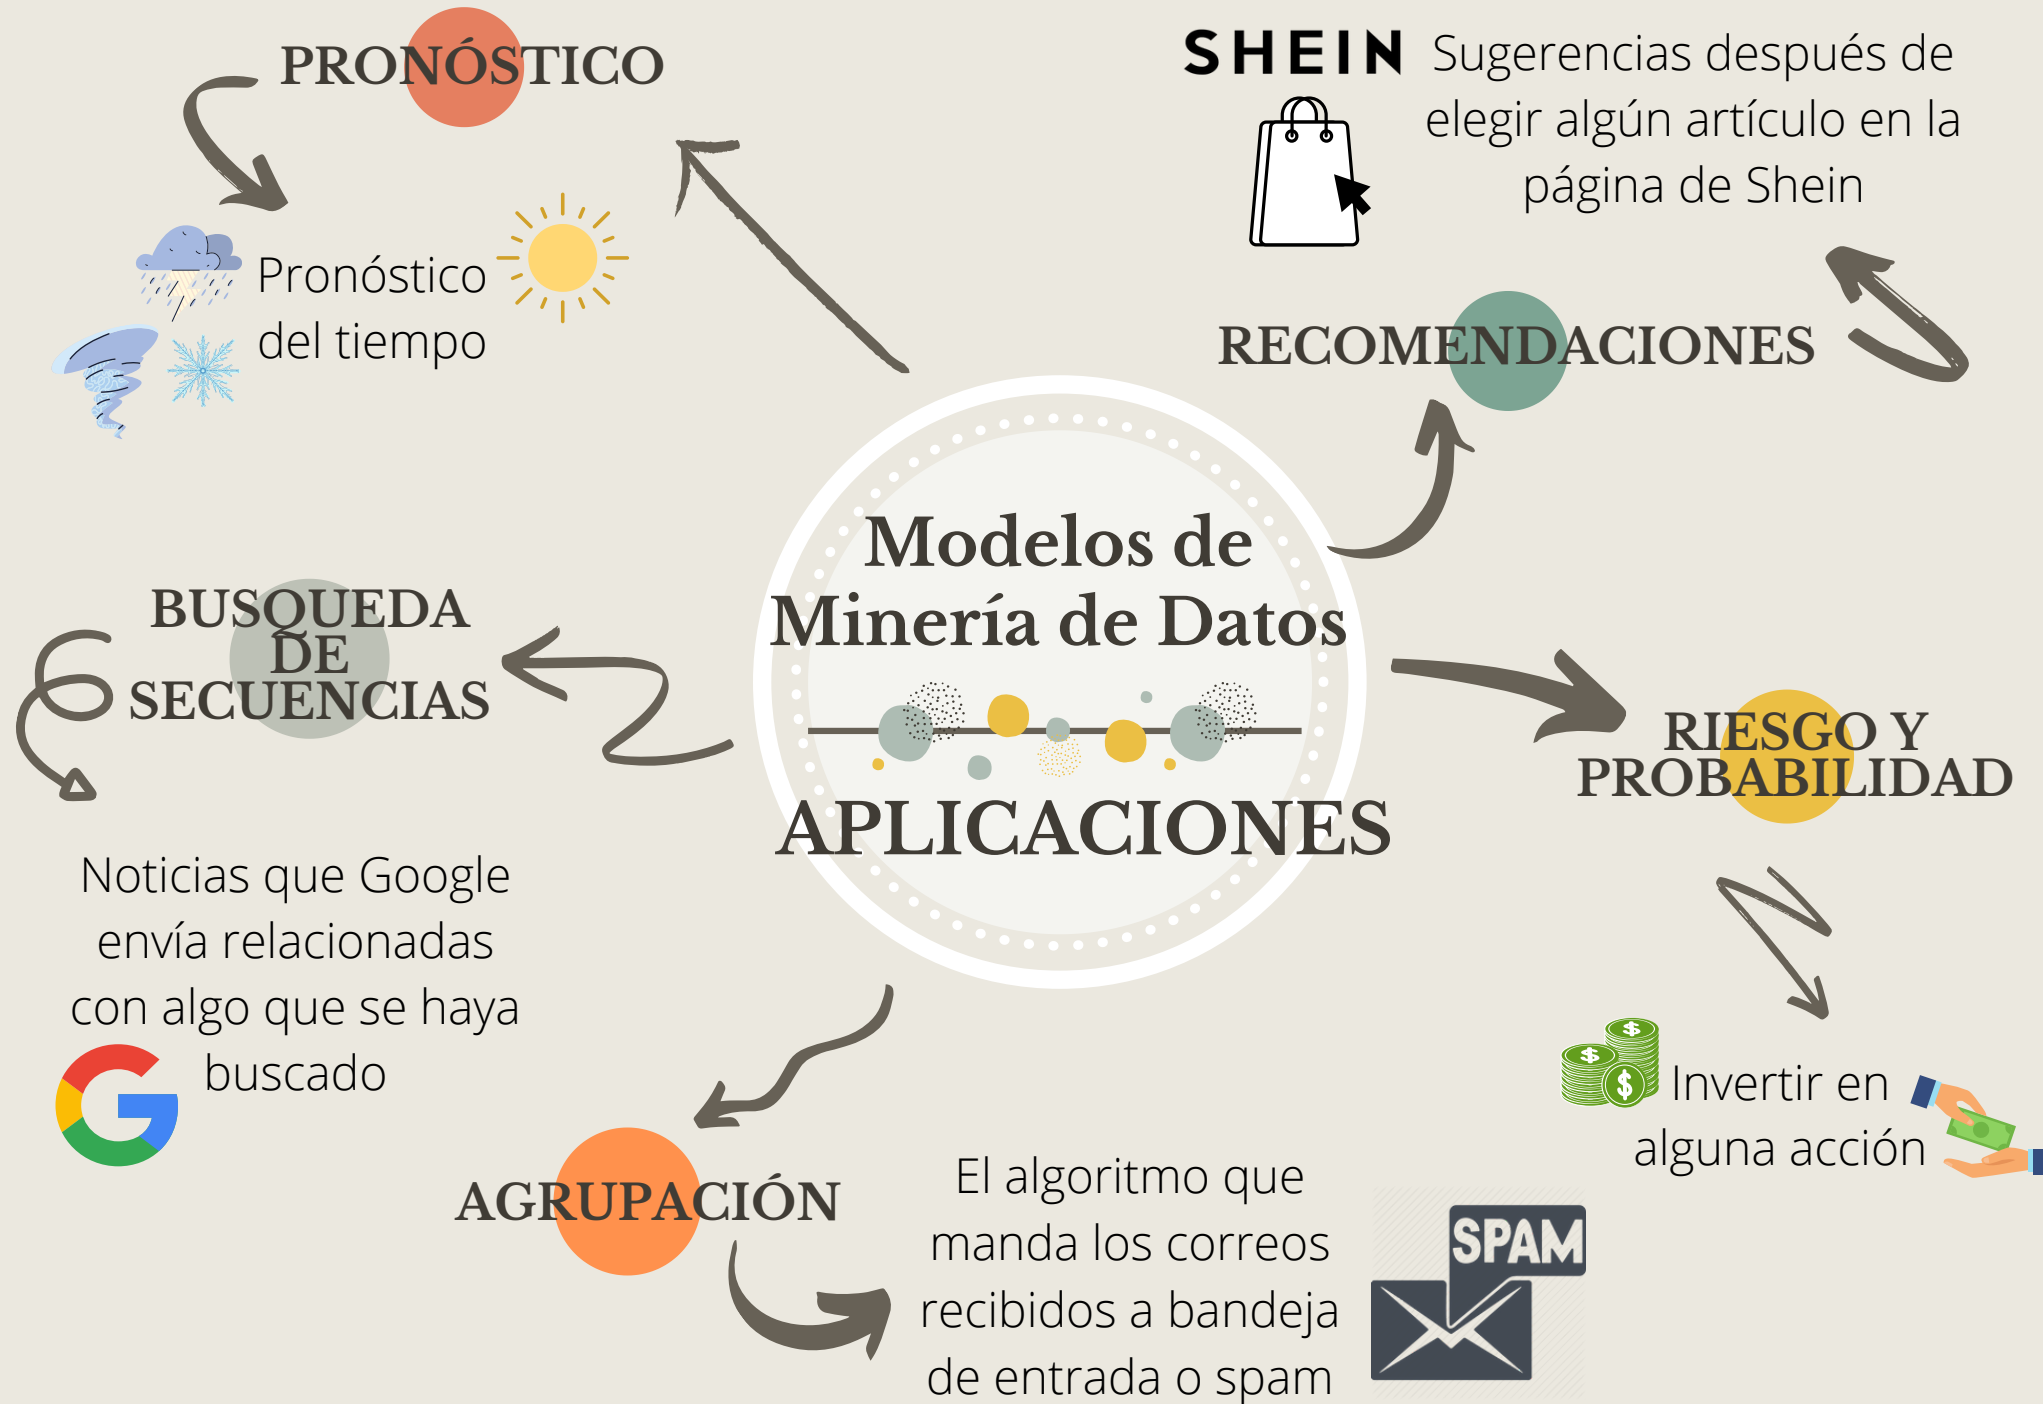 PRONÓSTICO
Pronóstico
del tiempo
SHEIN
Sugerencias después de
elegir algún artículo en la
página de Shein
RECOMENDACIONES
Modelos de
Minería de Datos
APLICACIONES
BUSQUEDA
DE
SECUENCIAS
Noticias que Google
envía relacionadas
con algo que se haya
buscado
G
RIESGO Y
PROBABILIDAD
$
$
$
Invertir en
alguna acción
AGRUPACIÓN
El algoritmo que
manda los correos
recibidos a bandeja
de entrada o spam
SPAM